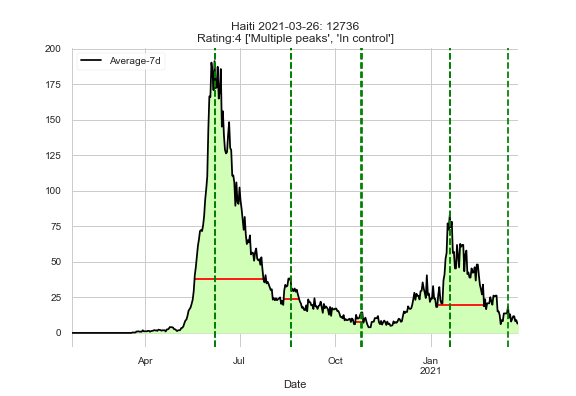 Haiti 2021-03-26: 12736
Rating:4 ['Multiple peaks', 'In control']
Average-7d
200
175
150
125
100
75
50
25
0
Apr
Jul
Oct
Jan
2021
Date